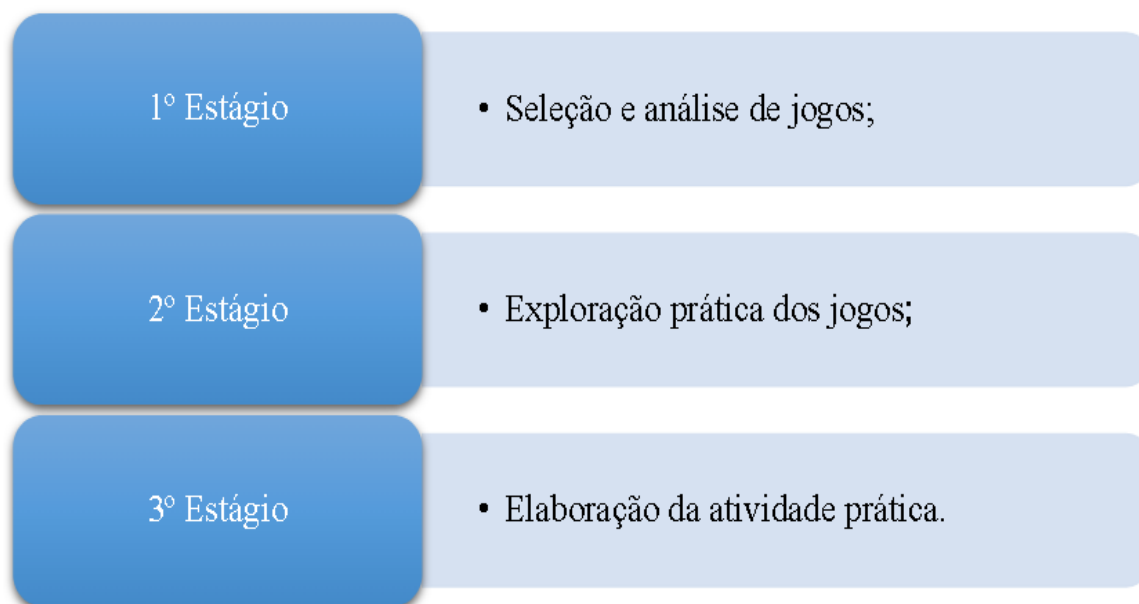 1º Estágio
• Seleção e análise de jogos;
2º Estágio
• Exploração prática dos jogos;
3º Estágio
• Elaboração da atividade prática.